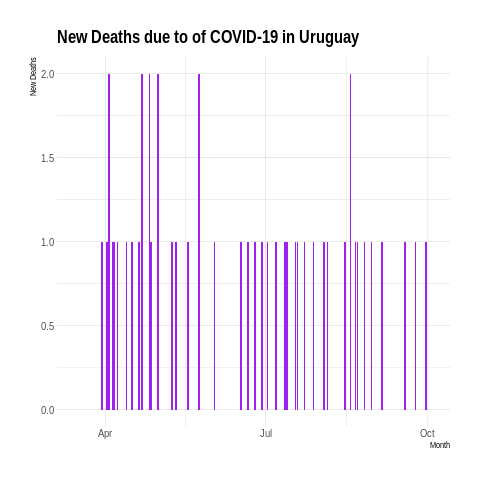 New Deaths due to of COVID-19 in Uruguay
New Deaths
2.0
1.5
1.0
0.5
0.0
Apr
Jul
Oct
Month